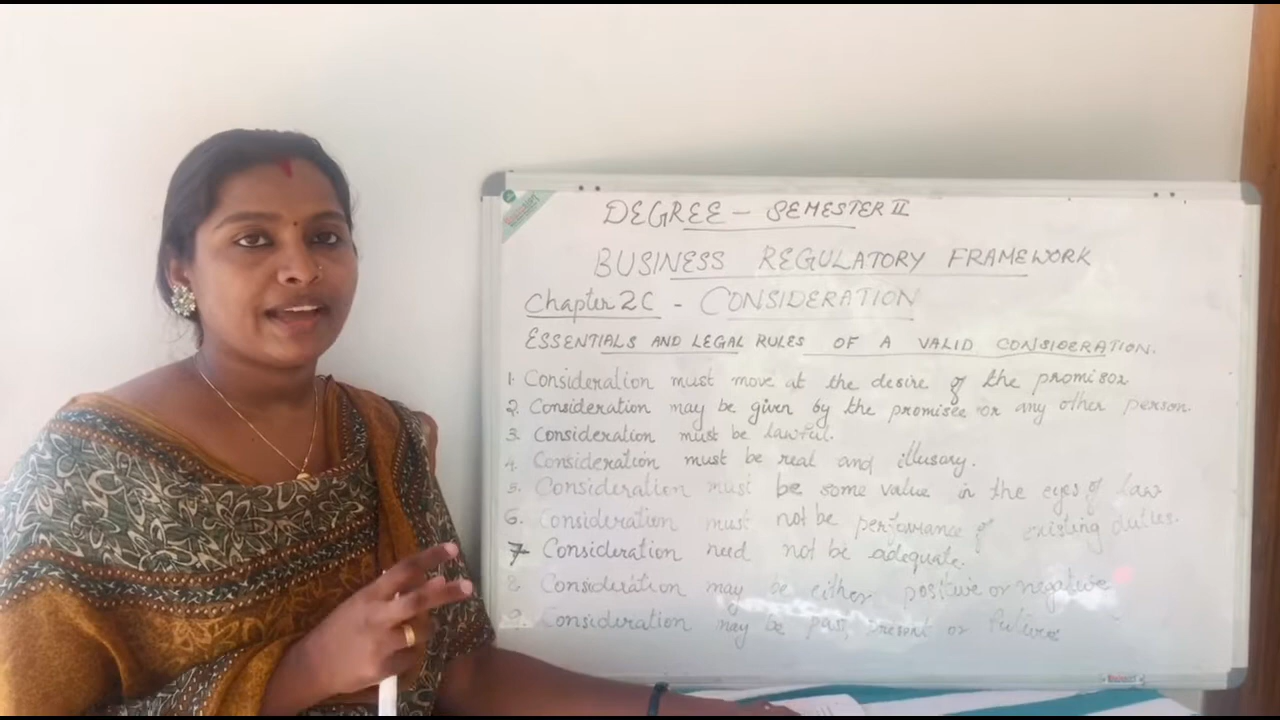 DEGREE - SEMESTER II
BUSINESS REGULATORY FRAMEWORK
Chapter 2C - CONSIDERATION
ESSENTIALS AND LEGAL RULES OF A VALID CONSIDERATION.
1. Consideration must move at the desire of the promisor
2. Consideration may be given by the promisee or any other person.
3. Consideration must be lawful.
4. Consideration must be real and illusory.
5. Consideration must be some value in the eyes of law
6. Consideration must not be performance of existing duties.
7 Consideration need not be adequate.
8. Consideration may be either positive or negative
9. Consideration may be past, present or future